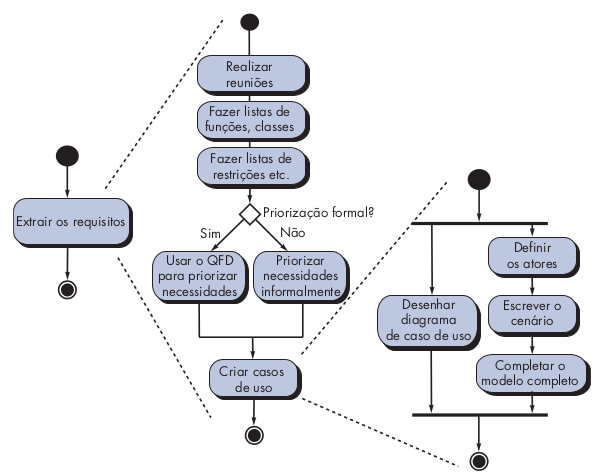 Extrair os requisitos
Realizar
reuniões
Fazer listas de
funções, classes
Fazer listas de
restrições etc.
Priorização formal?
Sim
Não
Usar o QFD
para priorizar
necessidades
Priorizar
necessidades
informalmente
Criar casos
de uso
Desenhar
diagrama
de caso de uso
Definir
os atores
Escrever o
cenário
Completar o
modelo completo